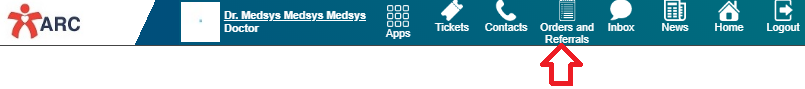 ARC
Dr. Medsys Medsys Medsys
Doctor
Apps
Tickets
Contacts
Orders and
Referrals
Inbox
News
Home
Logout